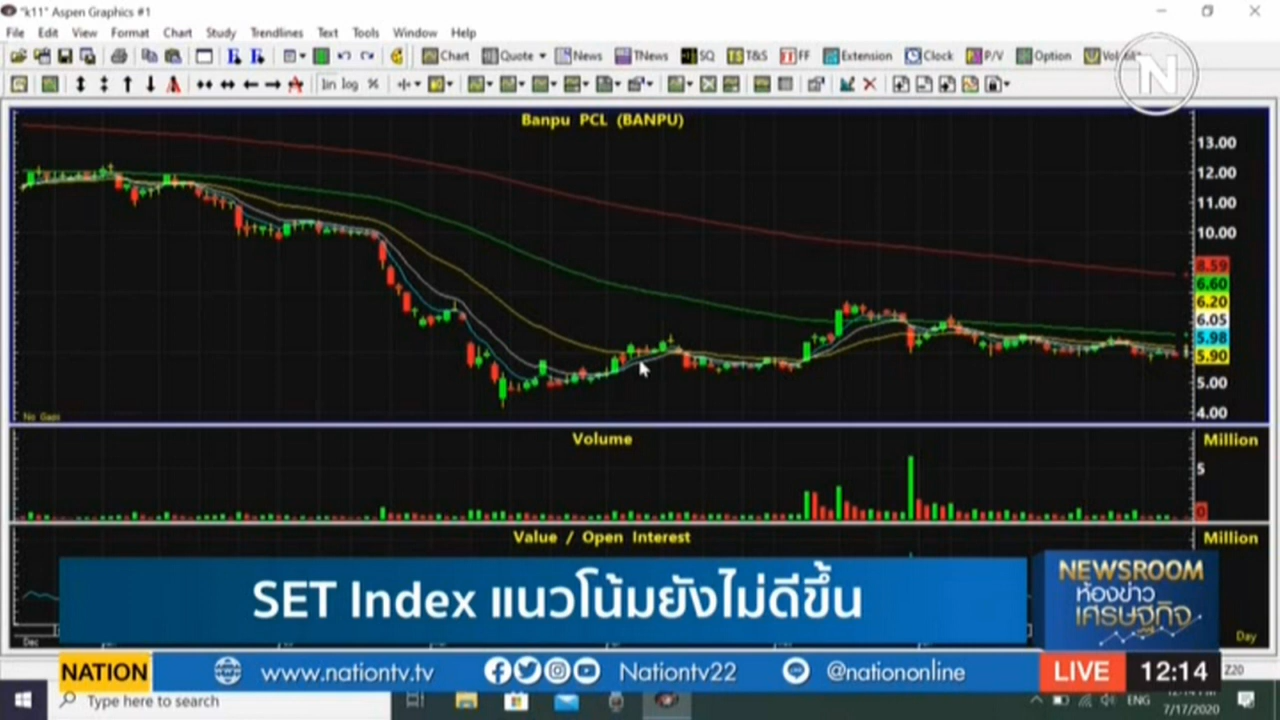 "k11" Aspen Graphics #1
File Edit View Format Chart Study Trendlines Text Tools Window Help
Chart Quote News TNews SQ T&S FF Extension Clock P/V Option
lin log %
N
Banpu PCL (BANPU)
13.00
12.00
11.00
10.00
8.59
6.60
6.20
6.05
5.98
5.90
5.00
4.00
No Gaps
Volume
Million
5
0
Value / Open Interest
Million
SET Index แนวโน้มยังไม่ดีขึ้น
NEWSROOM
ห้องข่าว
เศรษฐกิจ
Dec
Day
NATION
www.nationtv.tv
Nationtv22
@nationonline
LIVE
12:14
Z20
Type here to search
ENG
12:14 PM
7/17/2020